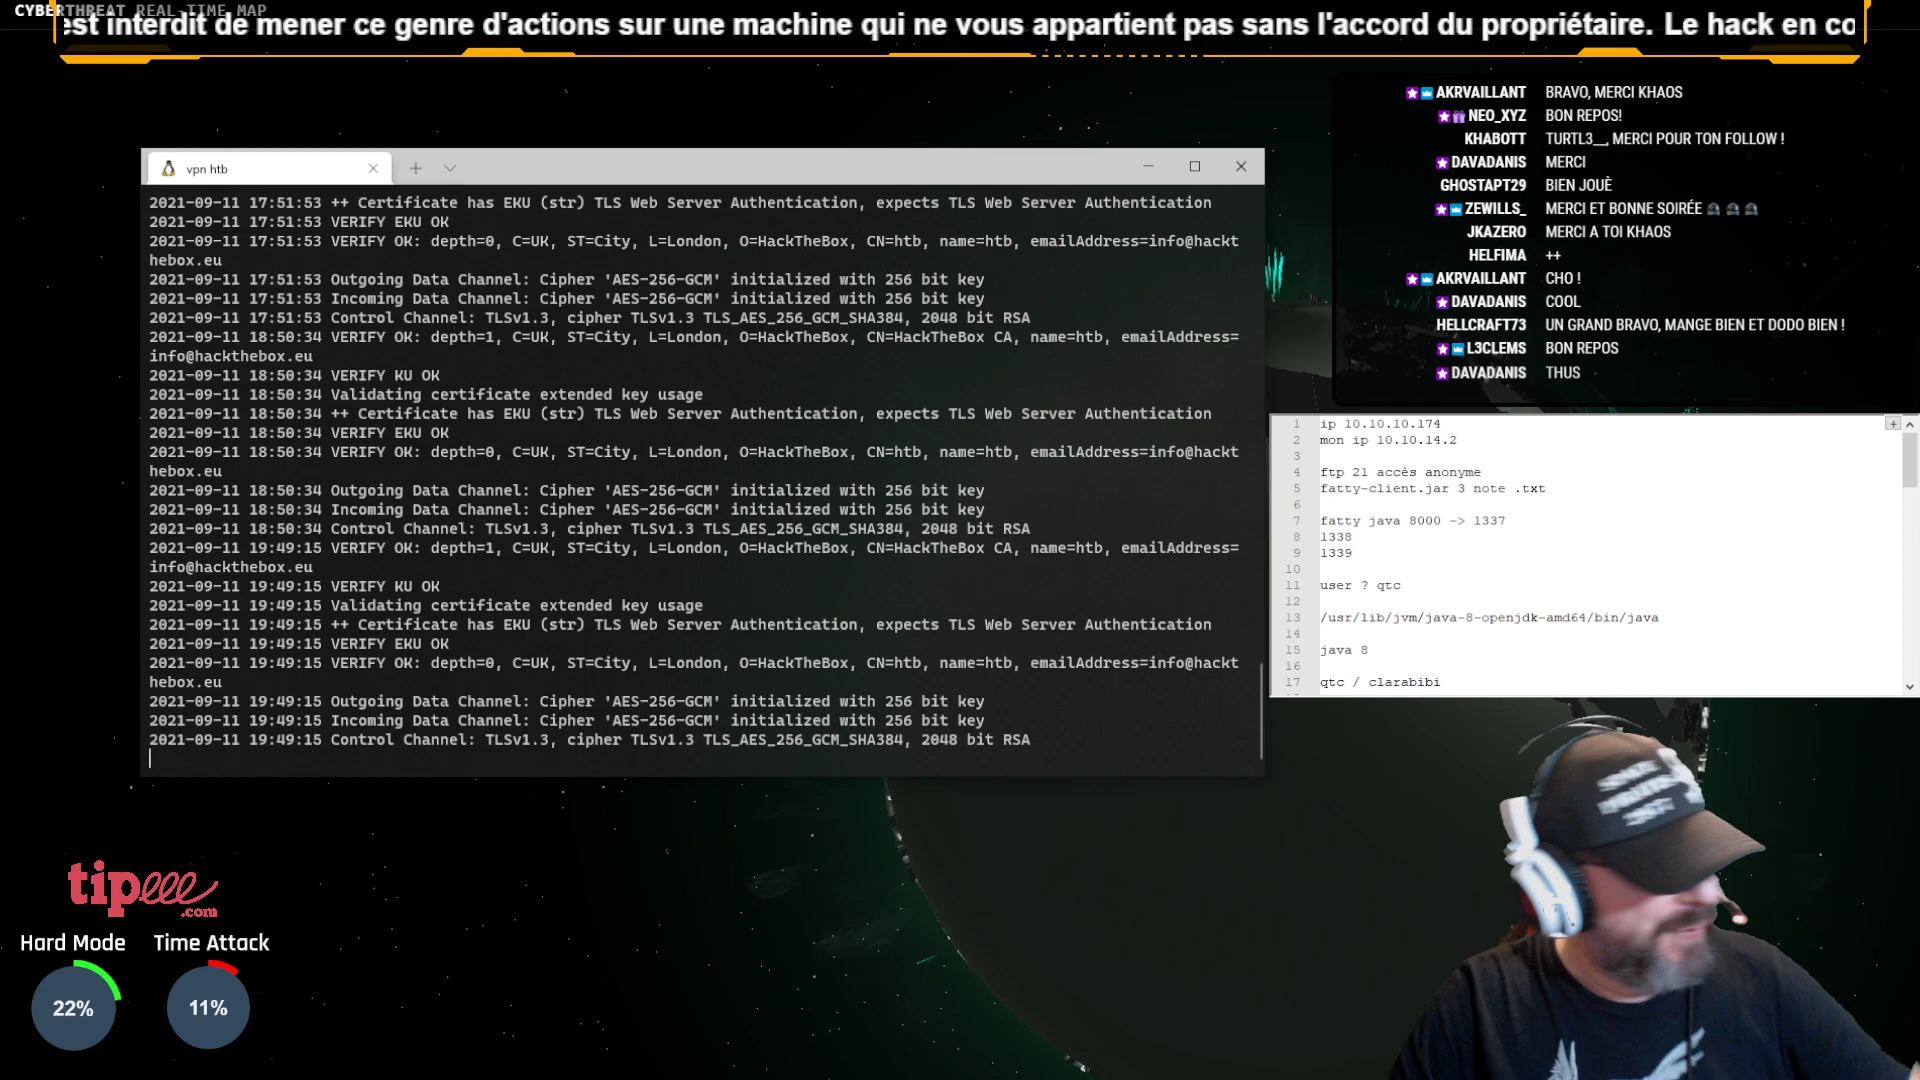 CYBERTHREAT REAL-TIME MAP
est interdit de mener ce genre d'actions sur une machine qui ne vous appartient pas sans l'accord du propriétaire. Le hack en co
AKRVAILLANT BRAVO, MERCI KHAOS
NEO_XYZ BON REPOS!
KHABOTT TURTL3__, MERCI POUR TON FOLLOW !
DAVADANIS MERCI
GHOSTAPT29 BIEN JOUÈ
ZEWILLS_ MERCI ET BONNE SOIRÉE
JKAZERO MERCI A TOI KHAOS
HELFIMA ++
AKRVAILLANT CHO !
DAVADANIS COOL
HELLCRAFT73 UN GRAND BRAVO, MANGE BIEN ET DODO BIEN !
L3CLEMS BON REPOS
DAVADANIS THUS
vpn htb
2021-09-11 17:51:53 ++ Certificate has EKU (str) TLS Web Server Authentication, expects TLS Web Server Authentication
2021-09-11 17:51:53 VERIFY EKU OK
2021-09-11 17:51:53 VERIFY OK: depth=0, C=UK, ST=City, L=London, O=HackTheBox, CN=htb, name=htb, emailAddress=info@hackt
hebox.eu
2021-09-11 17:51:53 Outgoing Data Channel: Cipher 'AES-256-GCM' initialized with 256 bit key
2021-09-11 17:51:53 Incoming Data Channel: Cipher 'AES-256-GCM' initialized with 256 bit key
2021-09-11 17:51:53 Control Channel: TLSv1.3, cipher TLSv1.3 TLS_AES_256_GCM_SHA384, 2048 bit RSA
2021-09-11 18:50:34 VERIFY OK: depth=1, C=UK, ST=City, L=London, O=HackTheBox, CN=HackTheBox CA, name=htb, emailAddress=
info@hackthebox.eu
2021-09-11 18:50:34 VERIFY KU OK
2021-09-11 18:50:34 Validating certificate extended key usage
2021-09-11 18:50:34 ++ Certificate has EKU (str) TLS Web Server Authentication, expects TLS Web Server Authentication
2021-09-11 18:50:34 VERIFY EKU OK
2021-09-11 18:50:34 VERIFY OK: depth=0, C=UK, ST=City, L=London, O=HackTheBox, CN=htb, name=htb, emailAddress=info@hackt
hebox.eu
2021-09-11 18:50:34 Outgoing Data Channel: Cipher 'AES-256-GCM' initialized with 256 bit key
2021-09-11 18:50:34 Incoming Data Channel: Cipher 'AES-256-GCM' initialized with 256 bit key
2021-09-11 18:50:34 Control Channel: TLSv1.3, cipher TLSv1.3 TLS_AES_256_GCM_SHA384, 2048 bit RSA
2021-09-11 19:49:15 VERIFY OK: depth=1, C=UK, ST=City, L=London, O=HackTheBox, CN=HackTheBox CA, name=htb, emailAddress=
info@hackthebox.eu
2021-09-11 19:49:15 VERIFY KU OK
2021-09-11 19:49:15 Validating certificate extended key usage
2021-09-11 19:49:15 ++ Certificate has EKU (str) TLS Web Server Authentication, expects TLS Web Server Authentication
2021-09-11 19:49:15 VERIFY EKU OK
2021-09-11 19:49:15 VERIFY OK: depth=0, C=UK, ST=City, L=London, O=HackTheBox, CN=htb, name=htb, emailAddress=info@hackt
hebox.eu
2021-09-11 19:49:15 Outgoing Data Channel: Cipher 'AES-256-GCM' initialized with 256 bit key
2021-09-11 19:49:15 Incoming Data Channel: Cipher 'AES-256-GCM' initialized with 256 bit key
2021-09-11 19:49:15 Control Channel: TLSv1.3, cipher TLSv1.3 TLS_AES_256_GCM_SHA384, 2048 bit RSA
1 ip 10.10.10.174
2 mon ip 10.10.14.2
3
4 ftp 21 accès anonyme
5 fatty-client.jar 3 note .txt
6
7 fatty java 8000 -> 1337
8 1338
9 1339
10
11 user ? qtc
12
13 /usr/lib/jvm/java-8-openjdk-amd64/bin/java
14
15 java 8
16
17 qtc / clarabibi
tipeee
.com
Hard Mode Time Attack
22% 11%